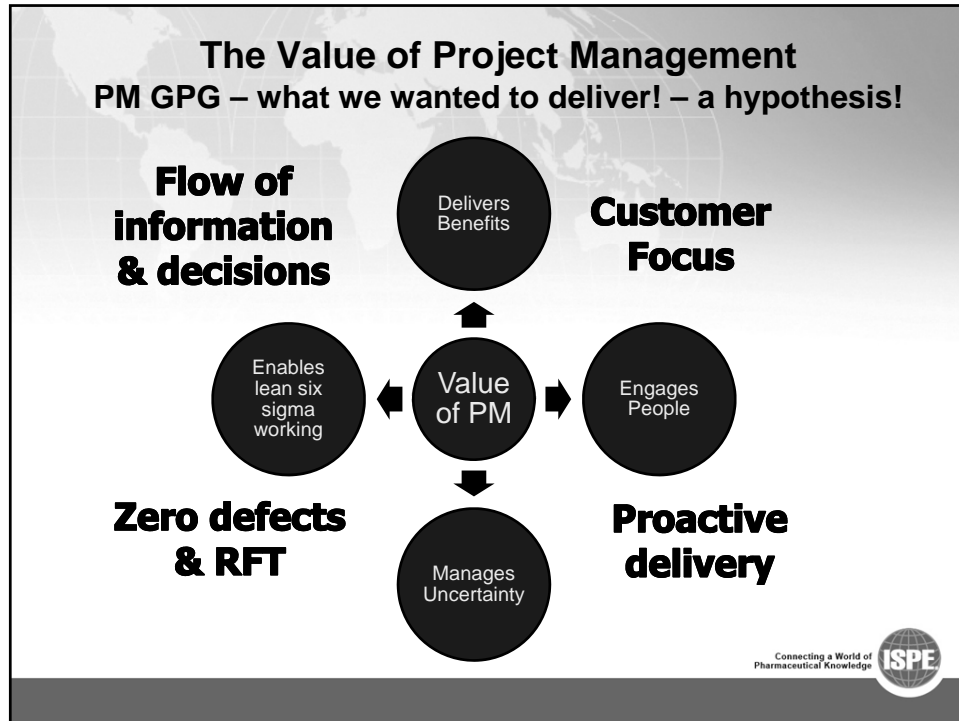 The Value of Project Management
PM GPG – what we wanted to deliver! – a hypothesis!
Flow of
information
& decisions
Delivers
Benefits
Customer
Focus
Enables
lean six
sigma
working
Value
of PM
Engages
People
Zero defects
& RFT
Manages
Uncertainty
Proactive
delivery
Connecting a World of
Pharmaceutical Knowledge
ISPE